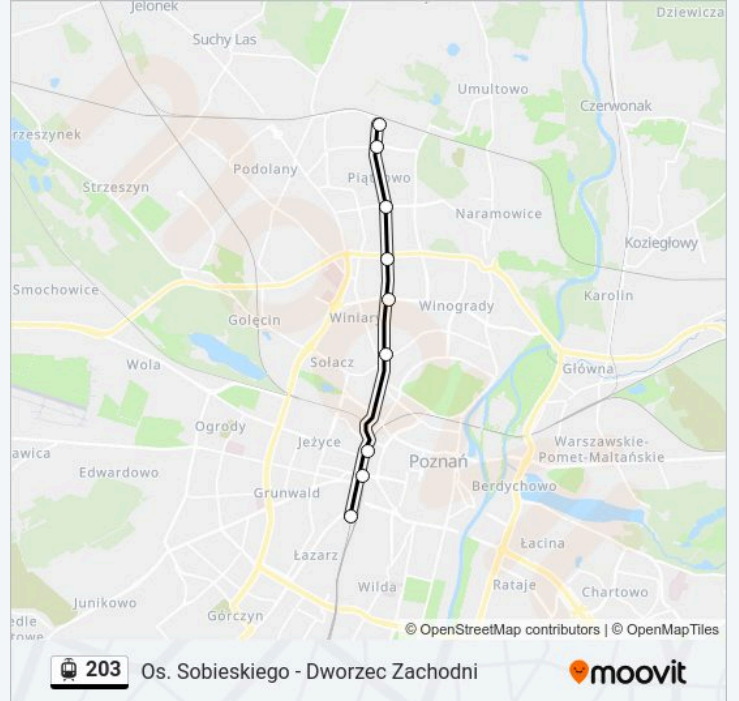 Jelonek
Dziewicza
Suchy Las
Umultowo
Czerwonak
rzeszynek
Podolany
Piątkowo
Strzeszyn
Naramowice
Koziegłowy
Smochowice
Karolin
Winogrady
Golęcin
Winiary
Sołacz
Wola
Główna
Ogrody
Jeżyce
Warszawskie-
Pomet-Maltańskie
awica
Poznań
Edwardowo
Berdychowo
Grunwald
Łacina
Łazarz
Wilda
Rataje
Chartowo
Junikowo
Górczyn
edle
towe
© OpenStreetMap contributors | © OpenMapTiles
203 Os. Sobieskiego - Dworzec Zachodni
moovit